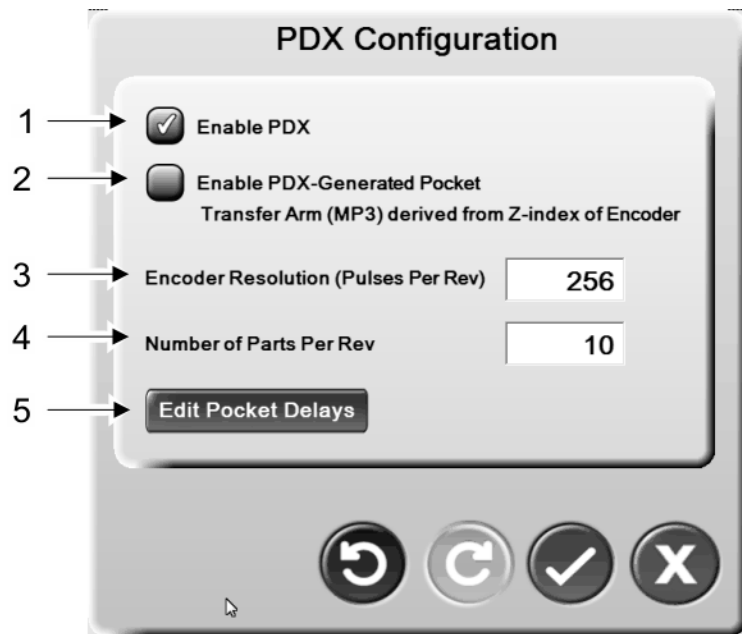 PDX Configuration
1 Enable PDX
2 Enable PDX-Generated Pocket
Transfer Arm (MP3) derived from Z-index of Encoder
3 Encoder Resolution (Pulses Per Rev) 256
4 Number of Parts Per Rev 10
5 Edit Pocket Delays